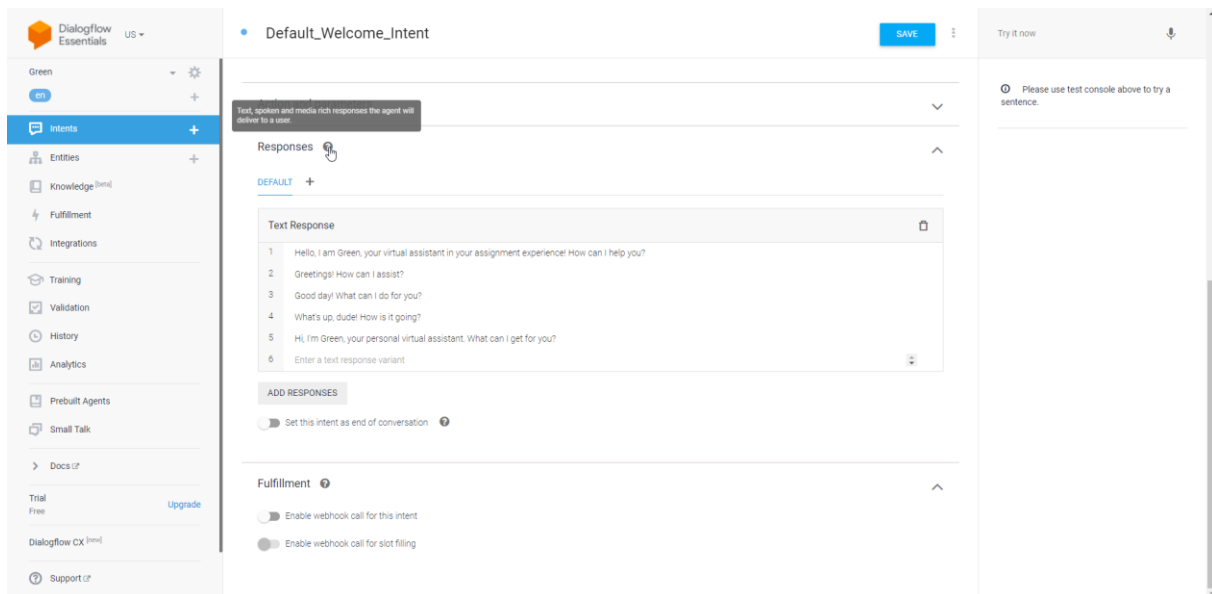 Dialogflow
Essentials
US
Default_Welcome_Intent
SAVE
Try it now
Green
en
Text, spoken and media rich responses the agent will
deliver to a user.
Please use test console above to try a
sentence.
Intents
Entities
Knowledge [beta]
Fulfillment
Integrations
Training
Validation
History
Analytics
Prebuilt Agents
Small Talk
Docs
Trial
Free
Upgrade
Dialogflow CX [new]
Support
Responses
DEFAULT
Text Response
1 Hello, I am Green, your virtual assistant in your assignment experience! How can I help you?
2 Greetings! How can I assist?
3 Good day! What can I do for you?
4 What's up, dude! How is it going?
5 Hi, I'm Green, your personal virtual assistant. What can I get for you?
6 Enter a text response variant
ADD RESPONSES
Set this intent as end of conversation
Fulfillment
Enable webhook call for this intent
Enable webhook call for slot filling